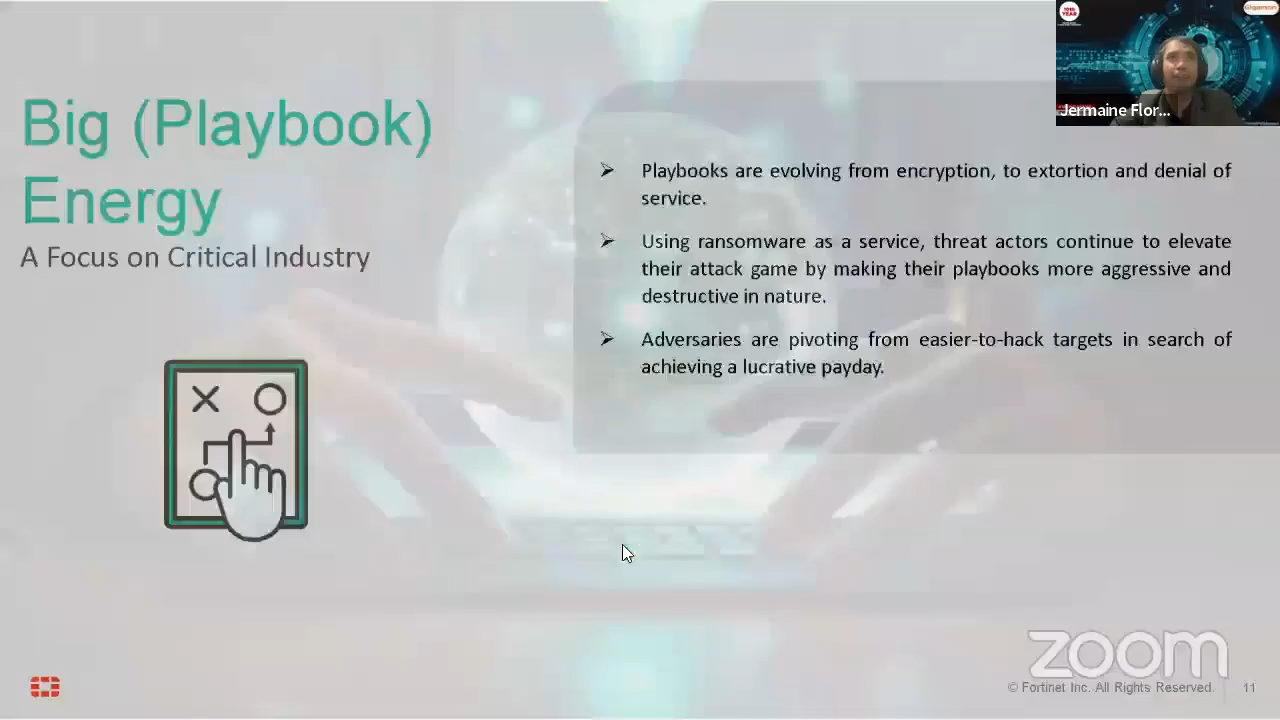 Big (Playbook)
Energy
A Focus on Critical Industry
Playbooks are evolving from encryption, to extortion and denial of
service.
Using ransomware as a service, threat actors continue to elevate
their attack game by making their playbooks more aggressive and
destructive in nature.
Adversaries are pivoting from easier-to-hack targets in search of
achieving a lucrative payday.
Gigamon
Jermaine Flor...
zoom
© Fortinet Inc. All Rights Reserved.
11